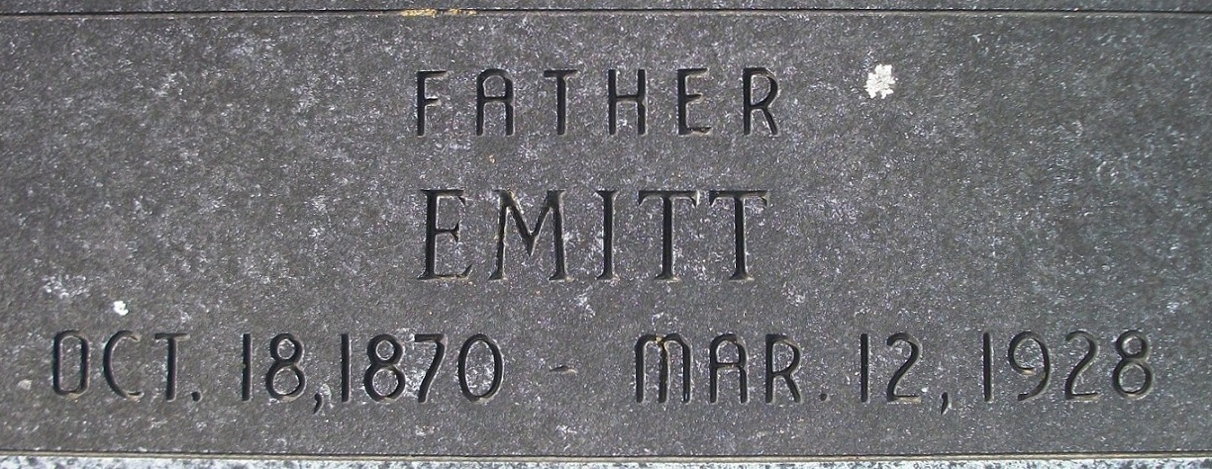 FATHER
EMITT
OCT. 18, 1870 - MAR. 12, 1928